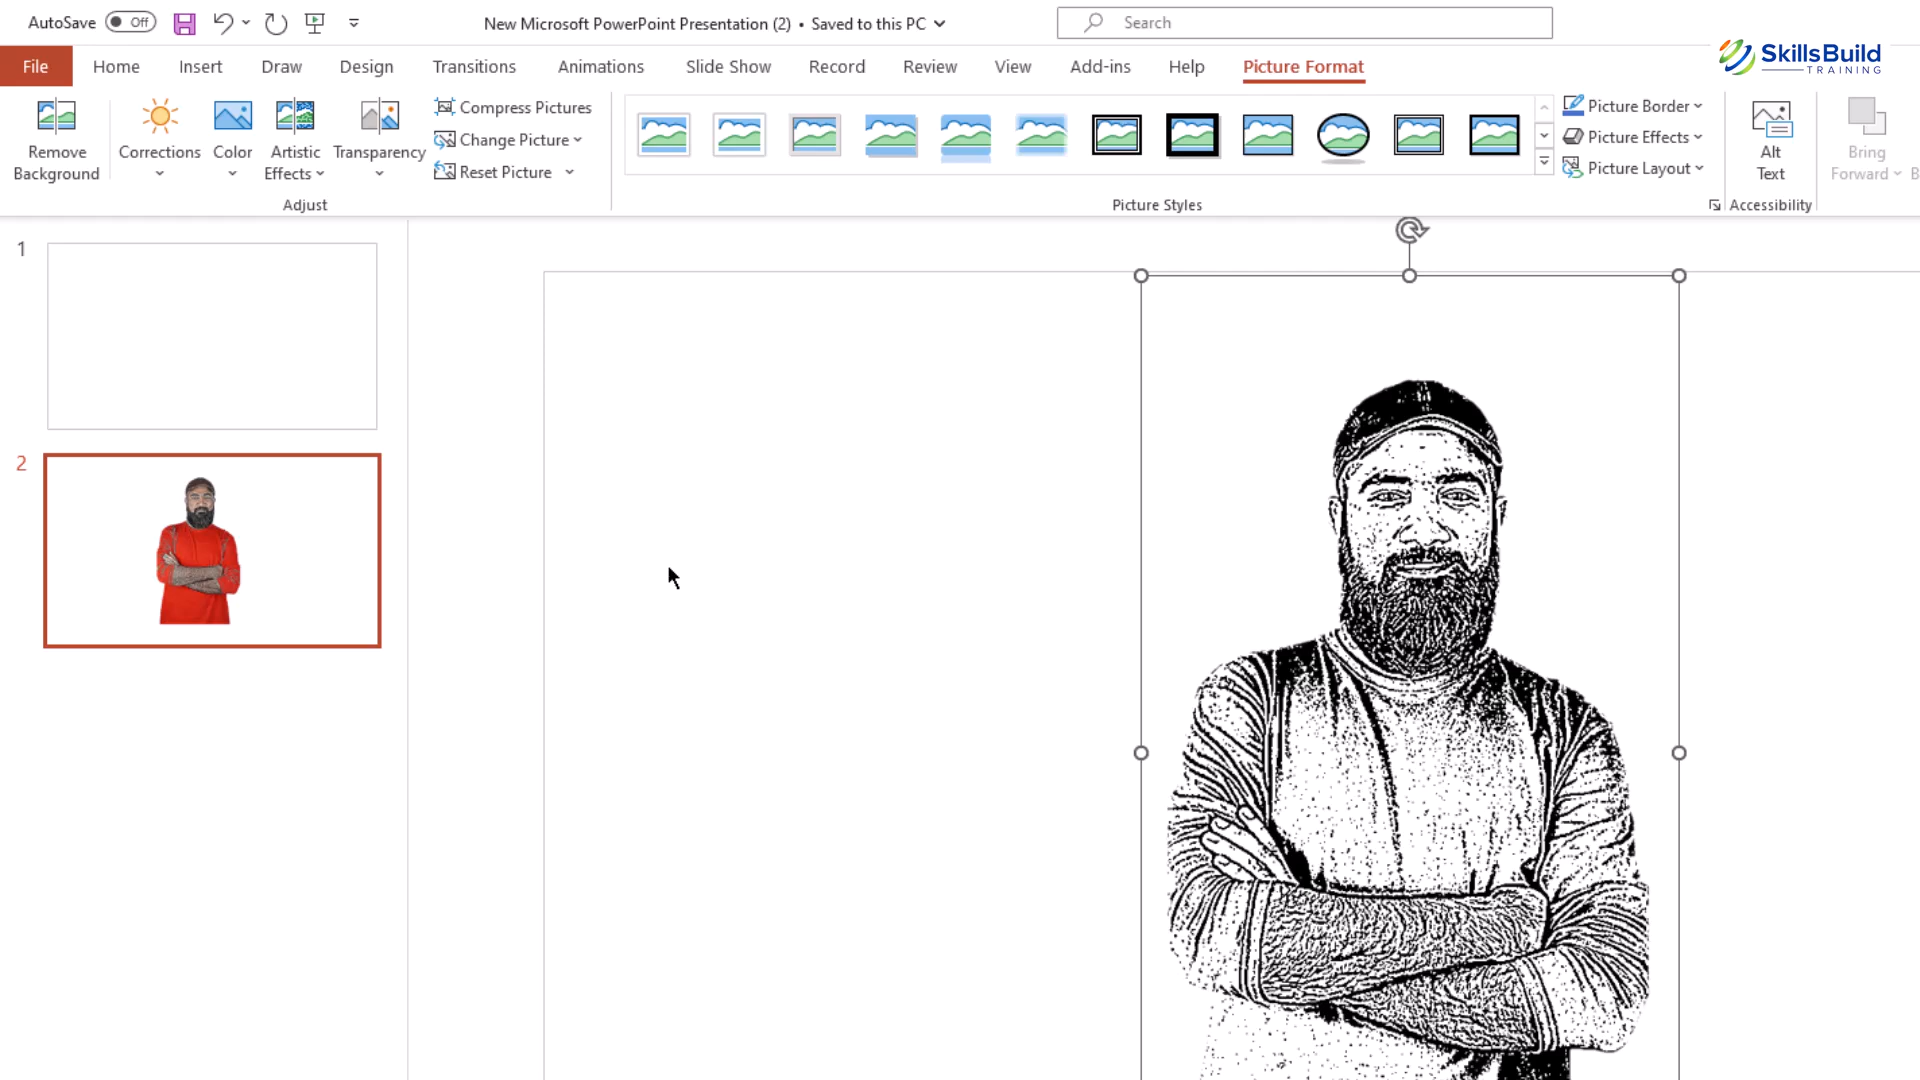 AutoSave Off
New Microsoft PowerPoint Presentation (2) • Saved to this PC
Search
File Home Insert Draw Design Transitions Animations Slide Show Record Review View Add-ins Help Picture Format
SkillsBuild
TRAINING
Remove
Background
Corrections
Color
Artistic
Effects
Transparency
Compress Pictures
Change Picture
Reset Picture
Adjust
Picture Styles
Picture Border
Picture Effects
Picture Layout
Alt
Text
Accessibility
Bring
Forward
B
1
2